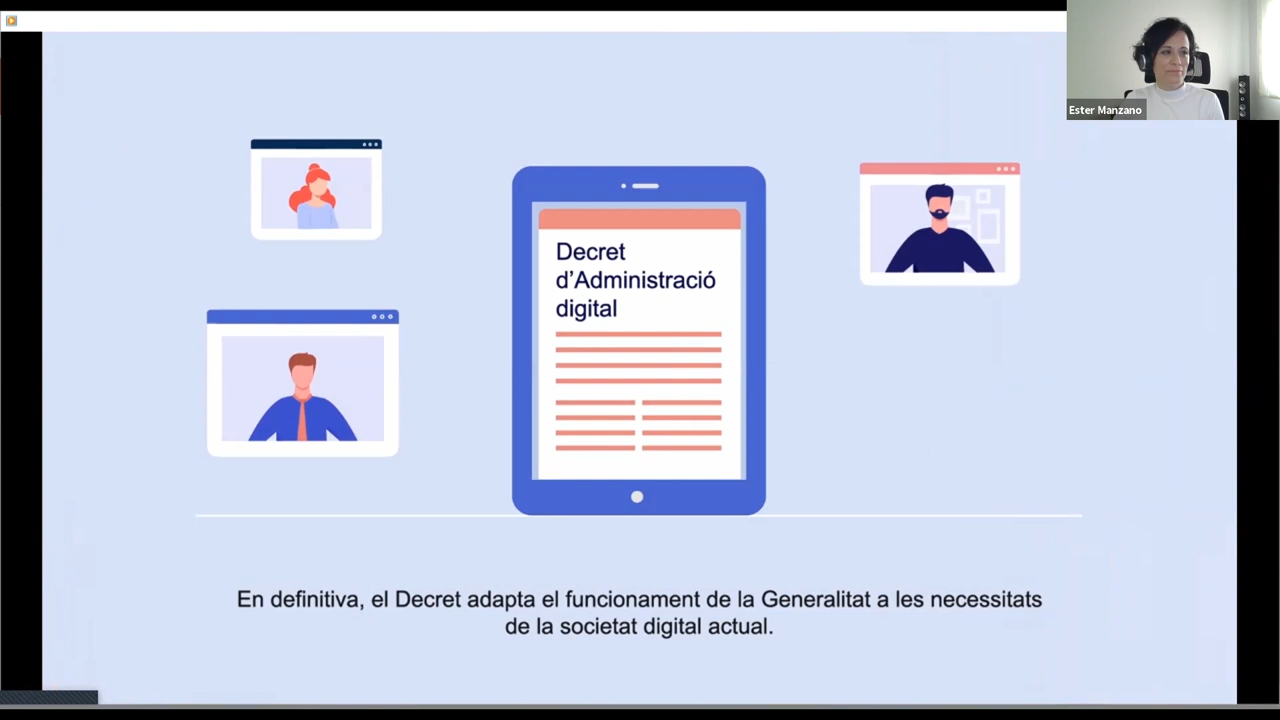 Ester Manzano
Decret
d'Administració
digital
En definitiva, el Decret adapta el funcionament de la Generalitat a les necessitats
de la societat digital actual.